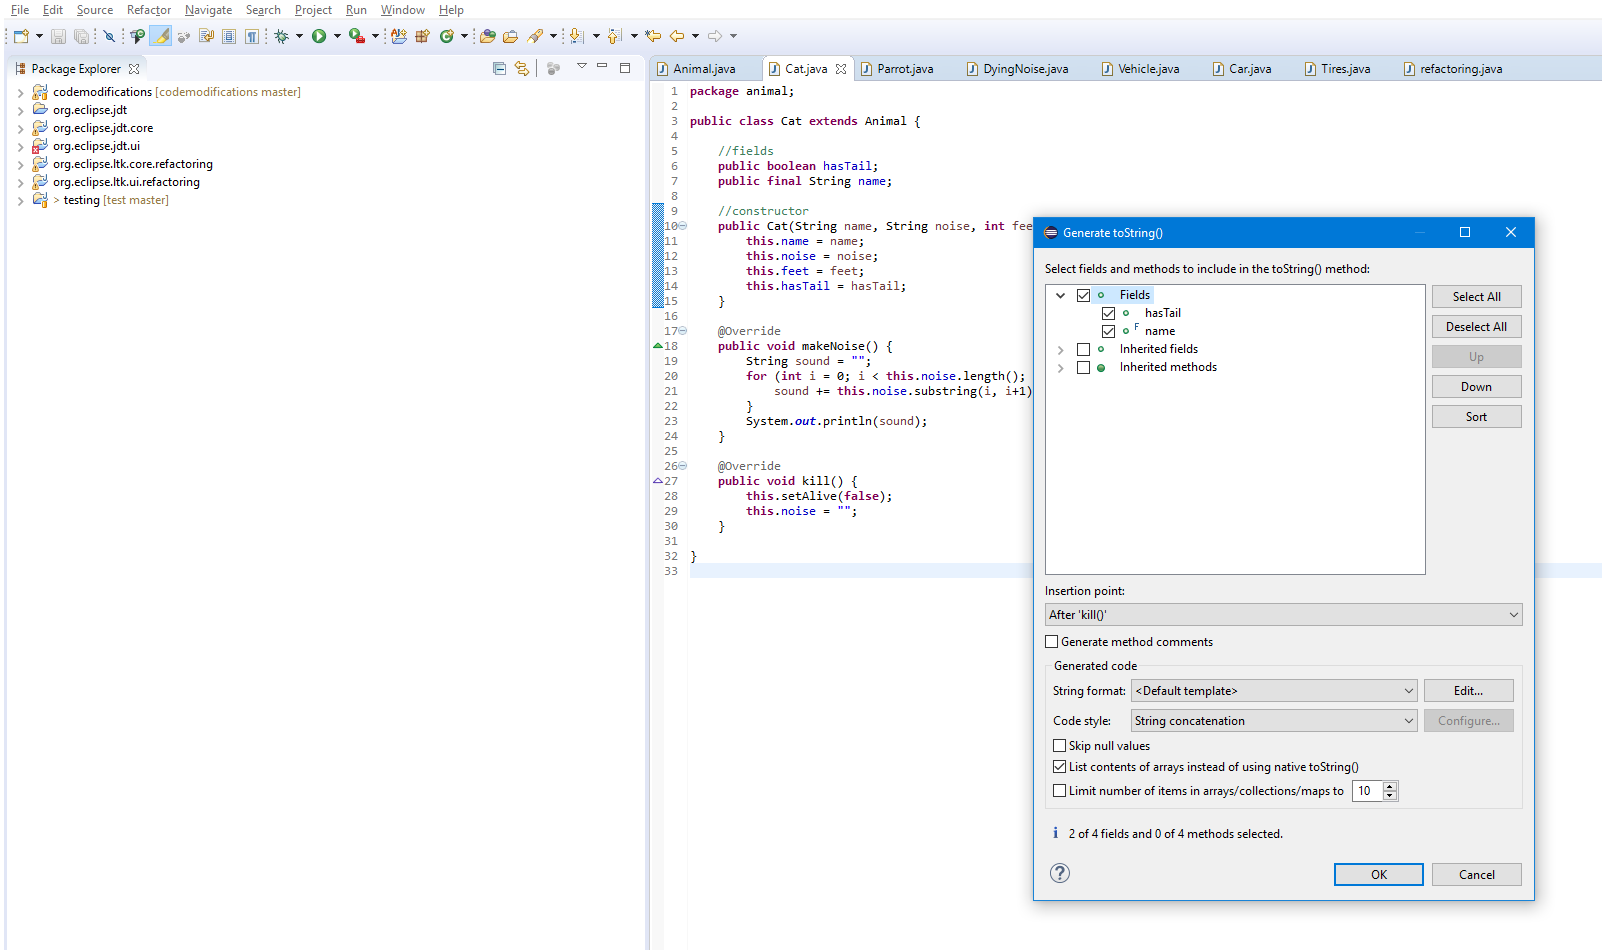 File Edit Source Refactor Navigate Search Project Run Window Help
Package Explorer
codemodifications [codemodifications master]
org.eclipse.jdt
org.eclipse.jdt.core
org.eclipse.jdt.ui
org.eclipse.ltk.core.refactoring
org.eclipse.ltk.ui.refactoring
> testing [test master]
Animal.java Cat.java Parrot.java DyingNoise.java Vehicle.java Car.java Tires.java refactoring.java
1 package animal;
2
3 public class Cat extends Animal {
4
5 //fields
6 public boolean hasTail;
7 public final String name;
8
9 //constructor
10 public Cat(String name, String noise, int fee
11 this.name = name;
12 this.noise = noise;
13 this.feet = feet;
14 this.hasTail = hasTail;
15 }
16
17 @Override
18 public void makeNoise() {
19 String sound = "";
20 for (int i = 0; i < this.noise.length();
21 sound += this.noise.substring(i, i+1)
22 }
23 System.out.println(sound);
24 }
25
26 @Override
27 public void kill() {
28 this.setAlive(false);
29 this.noise = "";
30 }
31
32 }
33
Generate toString()
Select fields and methods to include in the toString() method:
Fields
hasTail
F name
Inherited fields
Inherited methods
Select All
Deselect All
Up
Down
Sort
Insertion point:
After 'kill()'
Generate method comments
Generated code
String format: <Default template> Edit...
Code style: String concatenation Configure...
Skip null values
List contents of arrays instead of using native toString()
Limit number of items in arrays/collections/maps to 10
2 of 4 fields and 0 of 4 methods selected.
OK Cancel